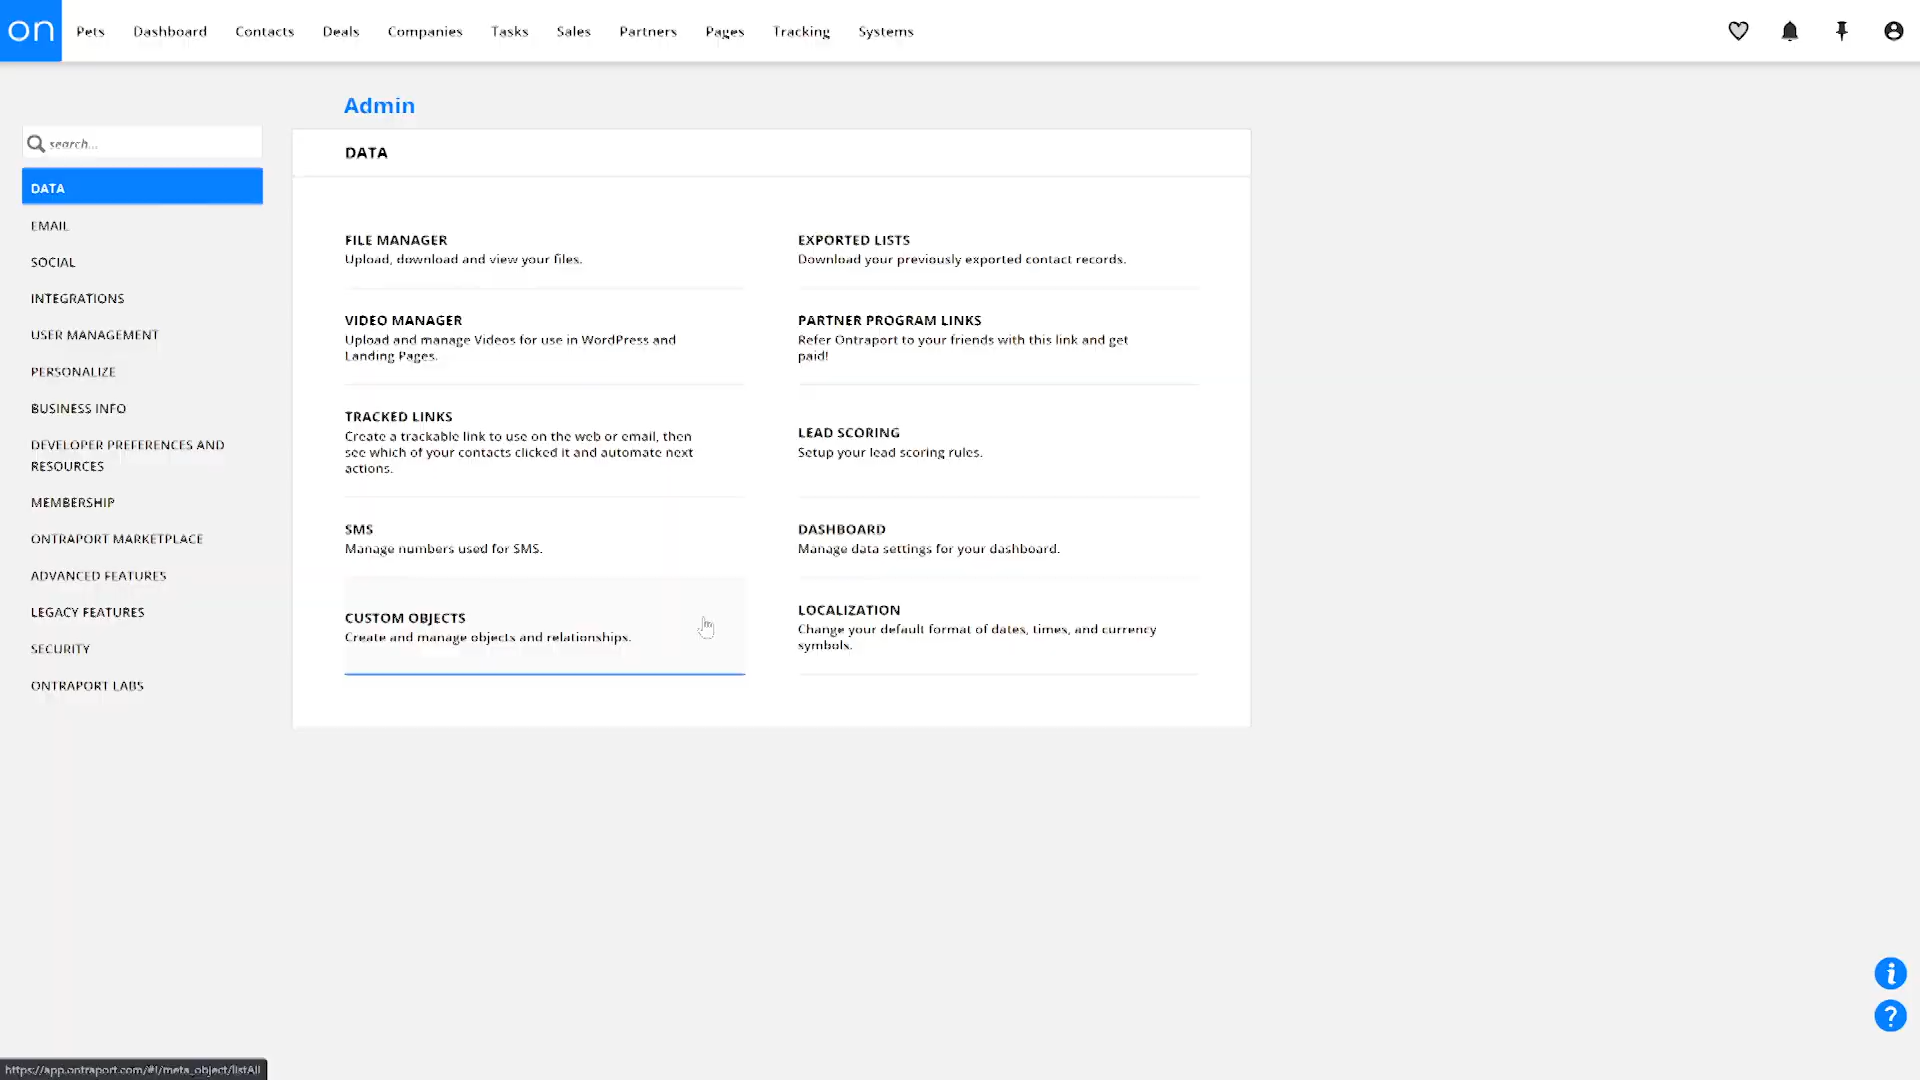 on
Pets Dashboard Contacts Deals Companies Tasks Sales Partners Pages Tracking Systems
Admin
search...
DATA
EMAIL
SOCIAL
INTEGRATIONS
USER MANAGEMENT
PERSONALIZE
BUSINESS INFO
DEVELOPER PREFERENCES AND
RESOURCES
MEMBERSHIP
ONTRAPORT MARKETPLACE
ADVANCED FEATURES
LEGACY FEATURES
SECURITY
ONTRAPORT LABS
DATA
FILE MANAGER
Upload, download and view your files.
EXPORTED LISTS
Download your previously exported contact records.
VIDEO MANAGER
Upload and manage Videos for use in WordPress and
Landing Pages.
PARTNER PROGRAM LINKS
Refer Ontraport to your friends with this link and get
paid!
TRACKED LINKS
Create a trackable link to use on the web or email, then
see which of your contacts clicked it and automate next
actions.
LEAD SCORING
Setup your lead scoring rules.
SMS
Manage numbers used for SMS.
DASHBOARD
Manage data settings for your dashboard.
CUSTOM OBJECTS
Create and manage objects and relationships.
LOCALIZATION
Change your default format of dates, times, and currency
symbols.
i
?
https://app.ontraport.com/#!/meta_object/listAll